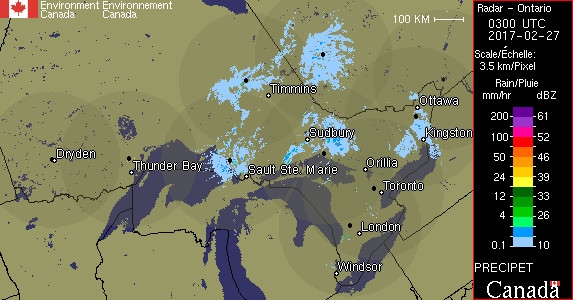 Environment Environnement
Canada Canada
100 KM
Timmins
Ottawa
Sudbury
Kingston
Dryden
Thunder Bay
Sault Ste. Marie
Orillia
Toronto
London
Windsor
Radar - Ontario
0300 UTC
2017-02-27
Scale/Échelle:
3.5 km/Pixel
Rain/Pluie
mm/hr dBZ
200 61
100 52
50 46
24 39
12 33
4 26
0.1 10
PRECIPET
Canada